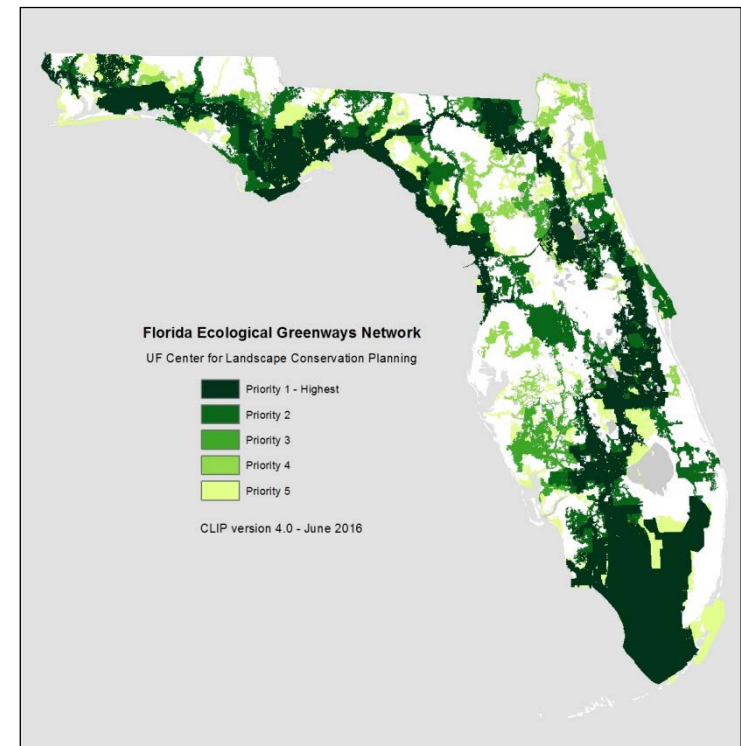 Florida Ecological Greenways Network
UF Center for Landscape Conservation Planning
Priority 1 - Highest
Priority 2
Priority 3
Priority 4
Priority 5
CLIP version 4.0 - June 2016